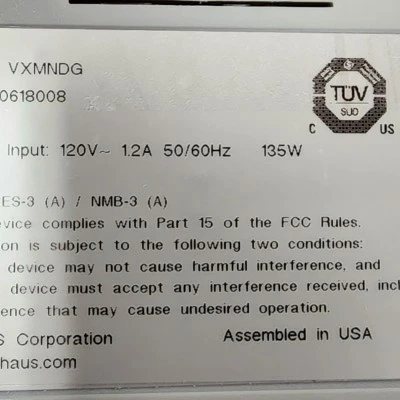 VXMNDG
0618008
TÜV
SÜD
C US
Input: 120V~ 1.2A 50/60Hz 135W
ES-3 (A) / NMB-3 (A)
evice complies with Part 15 of the FCC Rules.
on is subject to the following two conditions:
device may not cause harmful interference, and
device must accept any interference received, incl
ence that may cause undesired operation.
S Corporation
Assembled in USA
haus.com